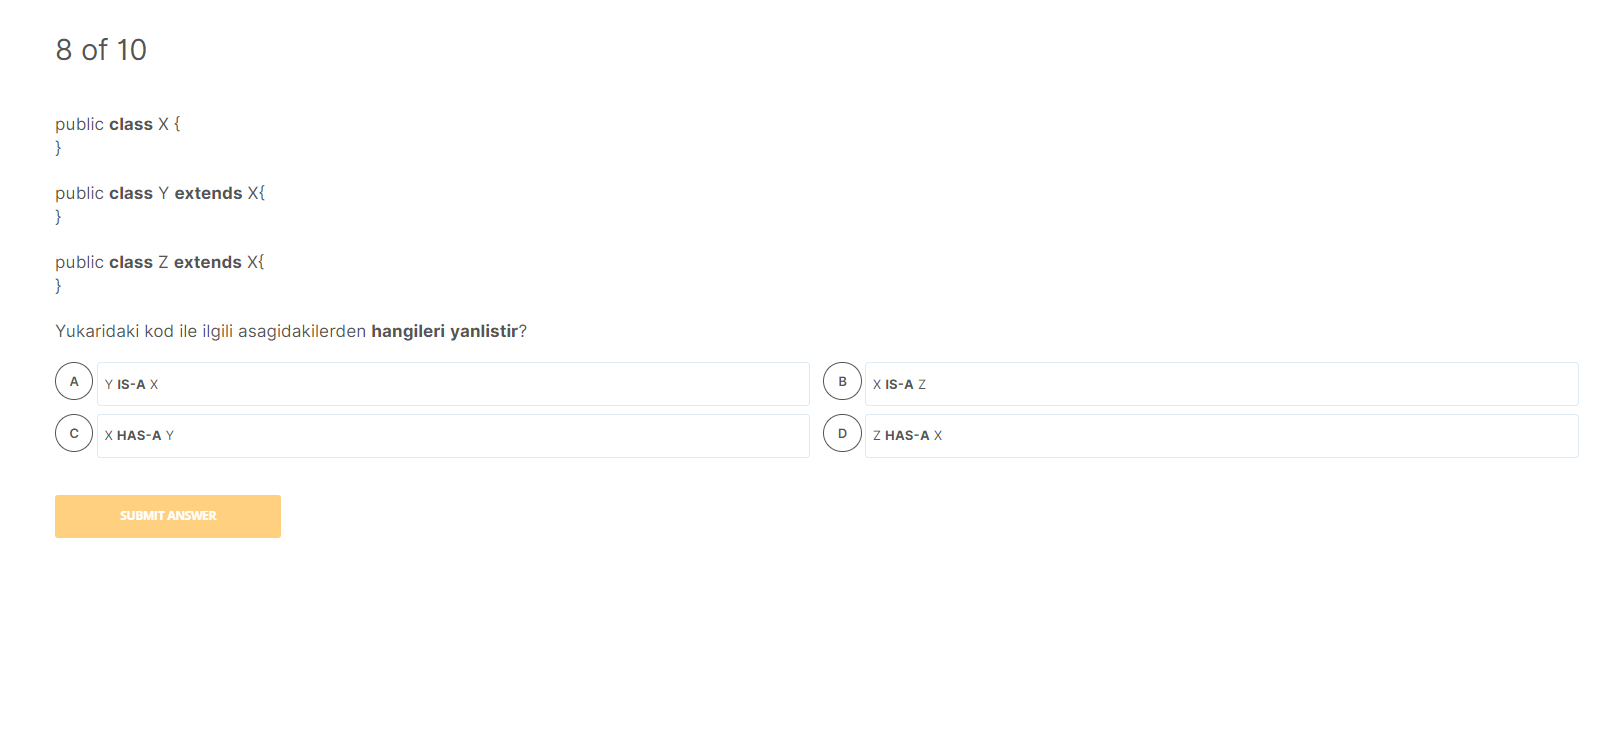 8 of 10
public class X {
}
public class Y extends X{
}
public class Z extends X{
}
Yukaridaki kod ile ilgili asagidakilerden hangileri yanlistir?
A Y IS-A X
B X IS-A Z
C X HAS-A Y
D Z HAS-A X
SUBMIT ANSWER